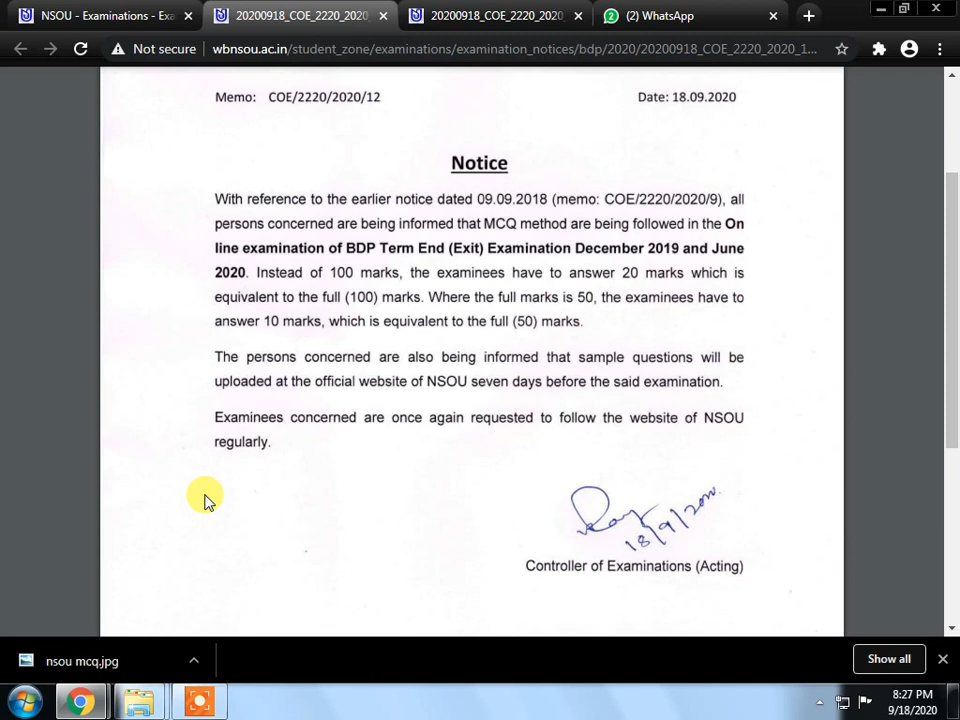 NSOU - Examinations - Exa
20200918_COE_2220_2020_
20200918_COE_2220_2020_
(2) WhatsApp
Not secure
wbnsou.ac.in/student_zone/examinations/examination_notices/bdp/2020/20200918_COE_2220_2020_1...
Memo: COE/2220/2020/12
Date: 18.09.2020
Notice
With reference to the earlier notice dated 09.09.2018 (memo: COE/2220/2020/9), all
persons concerned are being informed that MCQ method are being followed in the On
line examination of BDP Term End (Exit) Examination December 2019 and June
2020. Instead of 100 marks, the examinees have to answer 20 marks which is
equivalent to the full (100) marks. Where the full marks is 50, the examinees have to
answer 10 marks, which is equivalent to the full (50) marks.
The persons concerned are also being informed that sample questions will be
uploaded at the official website of NSOU seven days before the said examination.
Examinees concerned are once again requested to follow the website of NSOU
regularly.
18/9/2020
Controller of Examinations (Acting)
nsou mcq.jpg
Show all
8:27 PM
9/18/2020